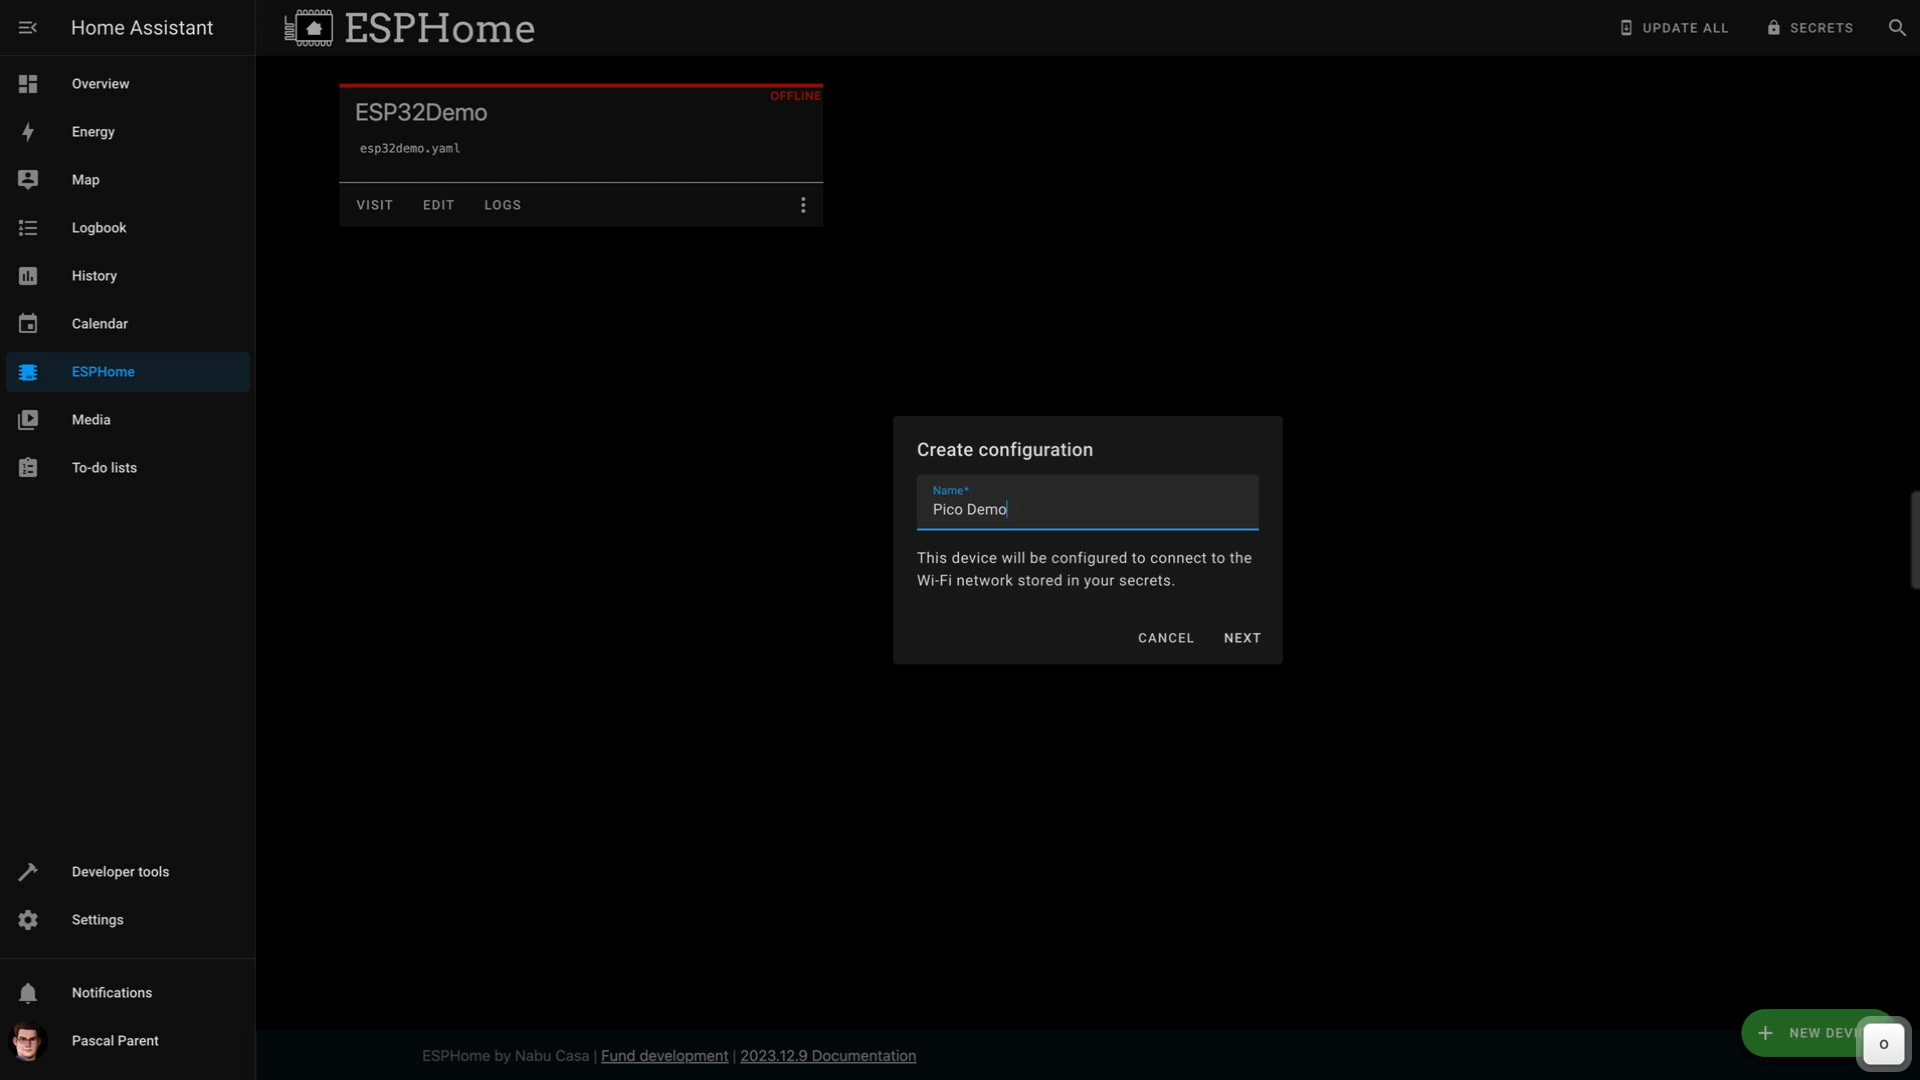 Home Assistant
ESPHome
UPDATE ALL
SECRETS
Overview
Energy
Map
Logbook
History
Calendar
ESPHome
Media
To-do lists
Developer tools
Settings
Notifications
Pascal Parent
OFFLINE
ESP32Demo
esp32demo.yaml
VISIT EDIT LOGS
Create configuration
Name*
Pico Demo
This device will be configured to connect to the
Wi-Fi network stored in your secrets.
CANCEL NEXT
NEW DEVI
o
ESPHome by Nabu Casa | Fund development | 2023.12.9 Documentation